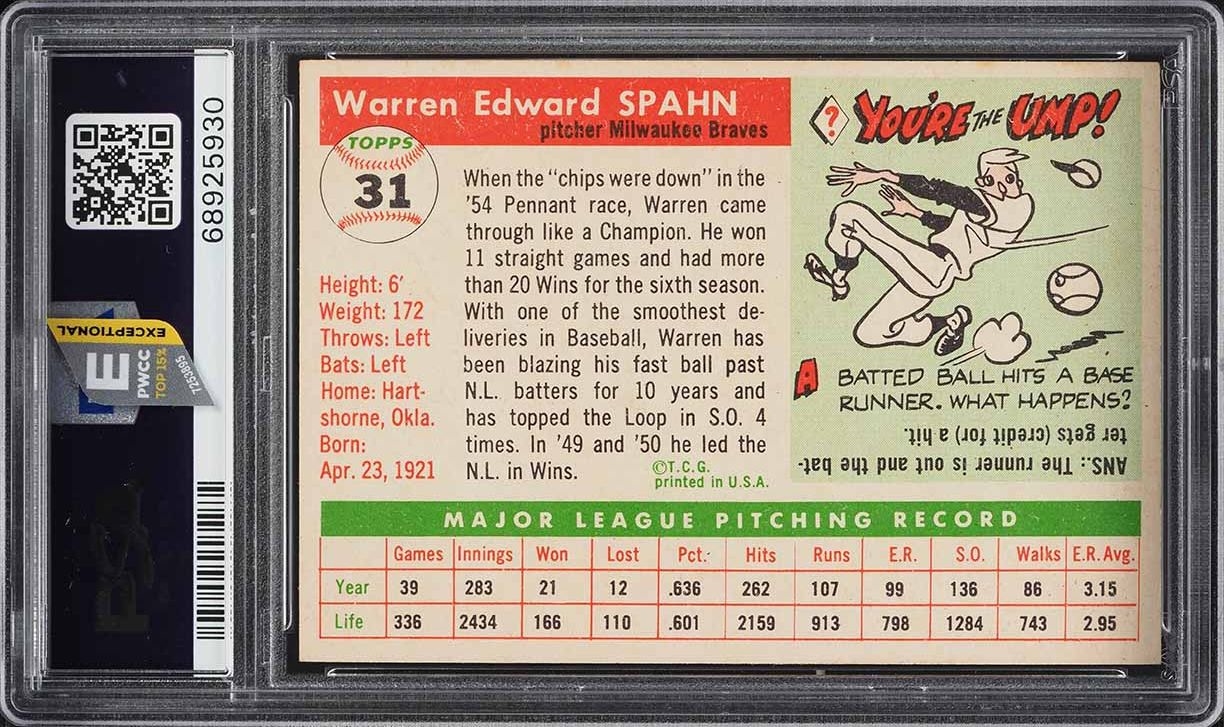 68925930
EXCEPTIONAL
E
PWCC
TOP 15%
7253895
Warren Edward SPAHN
pitcher Milwaukee Braves
TOPPS
31
Height: 6′
Weight: 172
Throws: Left
Bats: Left
Home: Hart-
shorne, Okla.
Born:
Apr. 23, 1921
When the "chips were down" in the
'54 Pennant race, Warren came
through like a Champion. He won
11 straight games and had more
than 20 Wins for the sixth season.
With one of the smoothest de-
liveries in Baseball, Warren has
been blazing his fast ball past
N.L. batters for 10 years and
has topped the Loop in S.O. 4
times. In '49 and '50 he led the
N.L. in Wins.
©T.C.G.
printed in U.S.A.
? YOU'RE THE UMP!
A BATTED BALL HITS A BASE
RUNNER. WHAT HAPPENS?
ANS.: The runner is out and the bat-
ter gets (credit for) a hit.
MAJOR LEAGUE PITCHING RECORD
Games Innings Won Lost Pct. Hits Runs E.R. S.O. Walks E.R. Avg.
Year 39 283 21 12 .636 262 107 99 136 86 3.15
Life 336 2434 166 110 .601 2159 913 798 1284 743 2.95